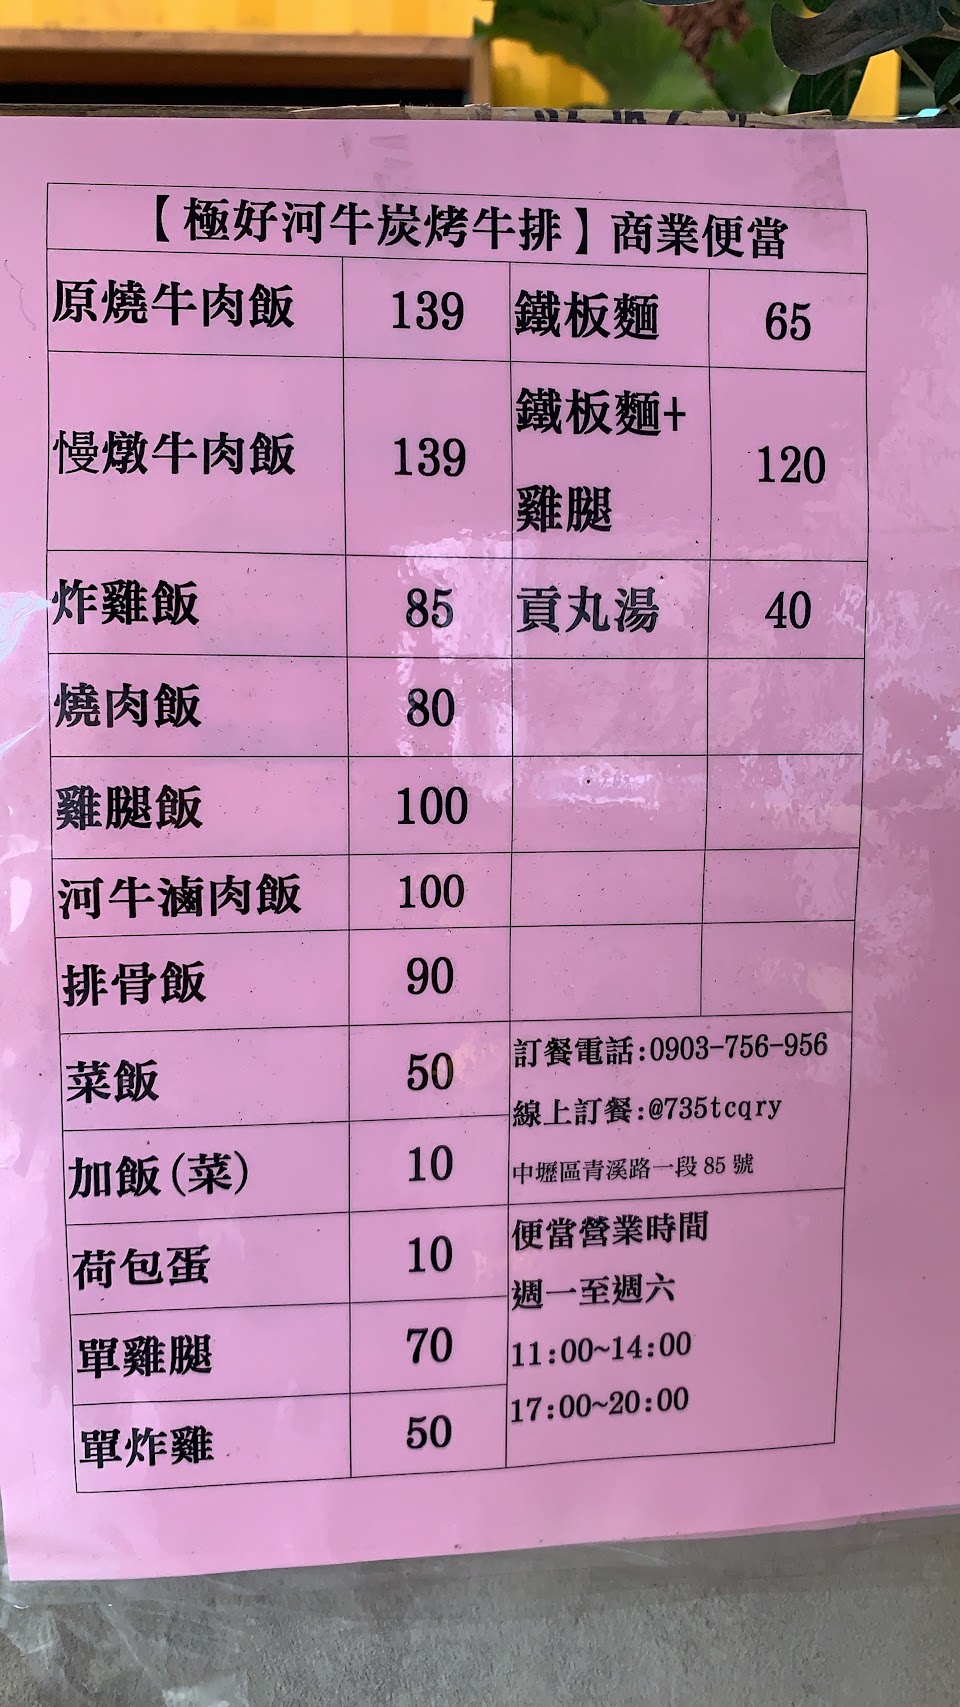 【極好河牛炭烤牛排】商業便當
原燒牛肉飯 139 鐵板麵 65
慢燉牛肉飯 139 鐵板麵+雞腿 120
炸雞飯 85 貢丸湯 40
燒肉飯 80
雞腿飯 100
河牛滷肉飯 100
排骨飯 90
菜飯 50
加飯(菜) 10
荷包蛋 10
單雞腿 70
單炸雞 50
訂餐電話:0903-756-956
線上訂餐:@735tcqry
中壢區青溪路一段 85 號
便當營業時間
週一至週六
11:00~14:00
17:00~20:00